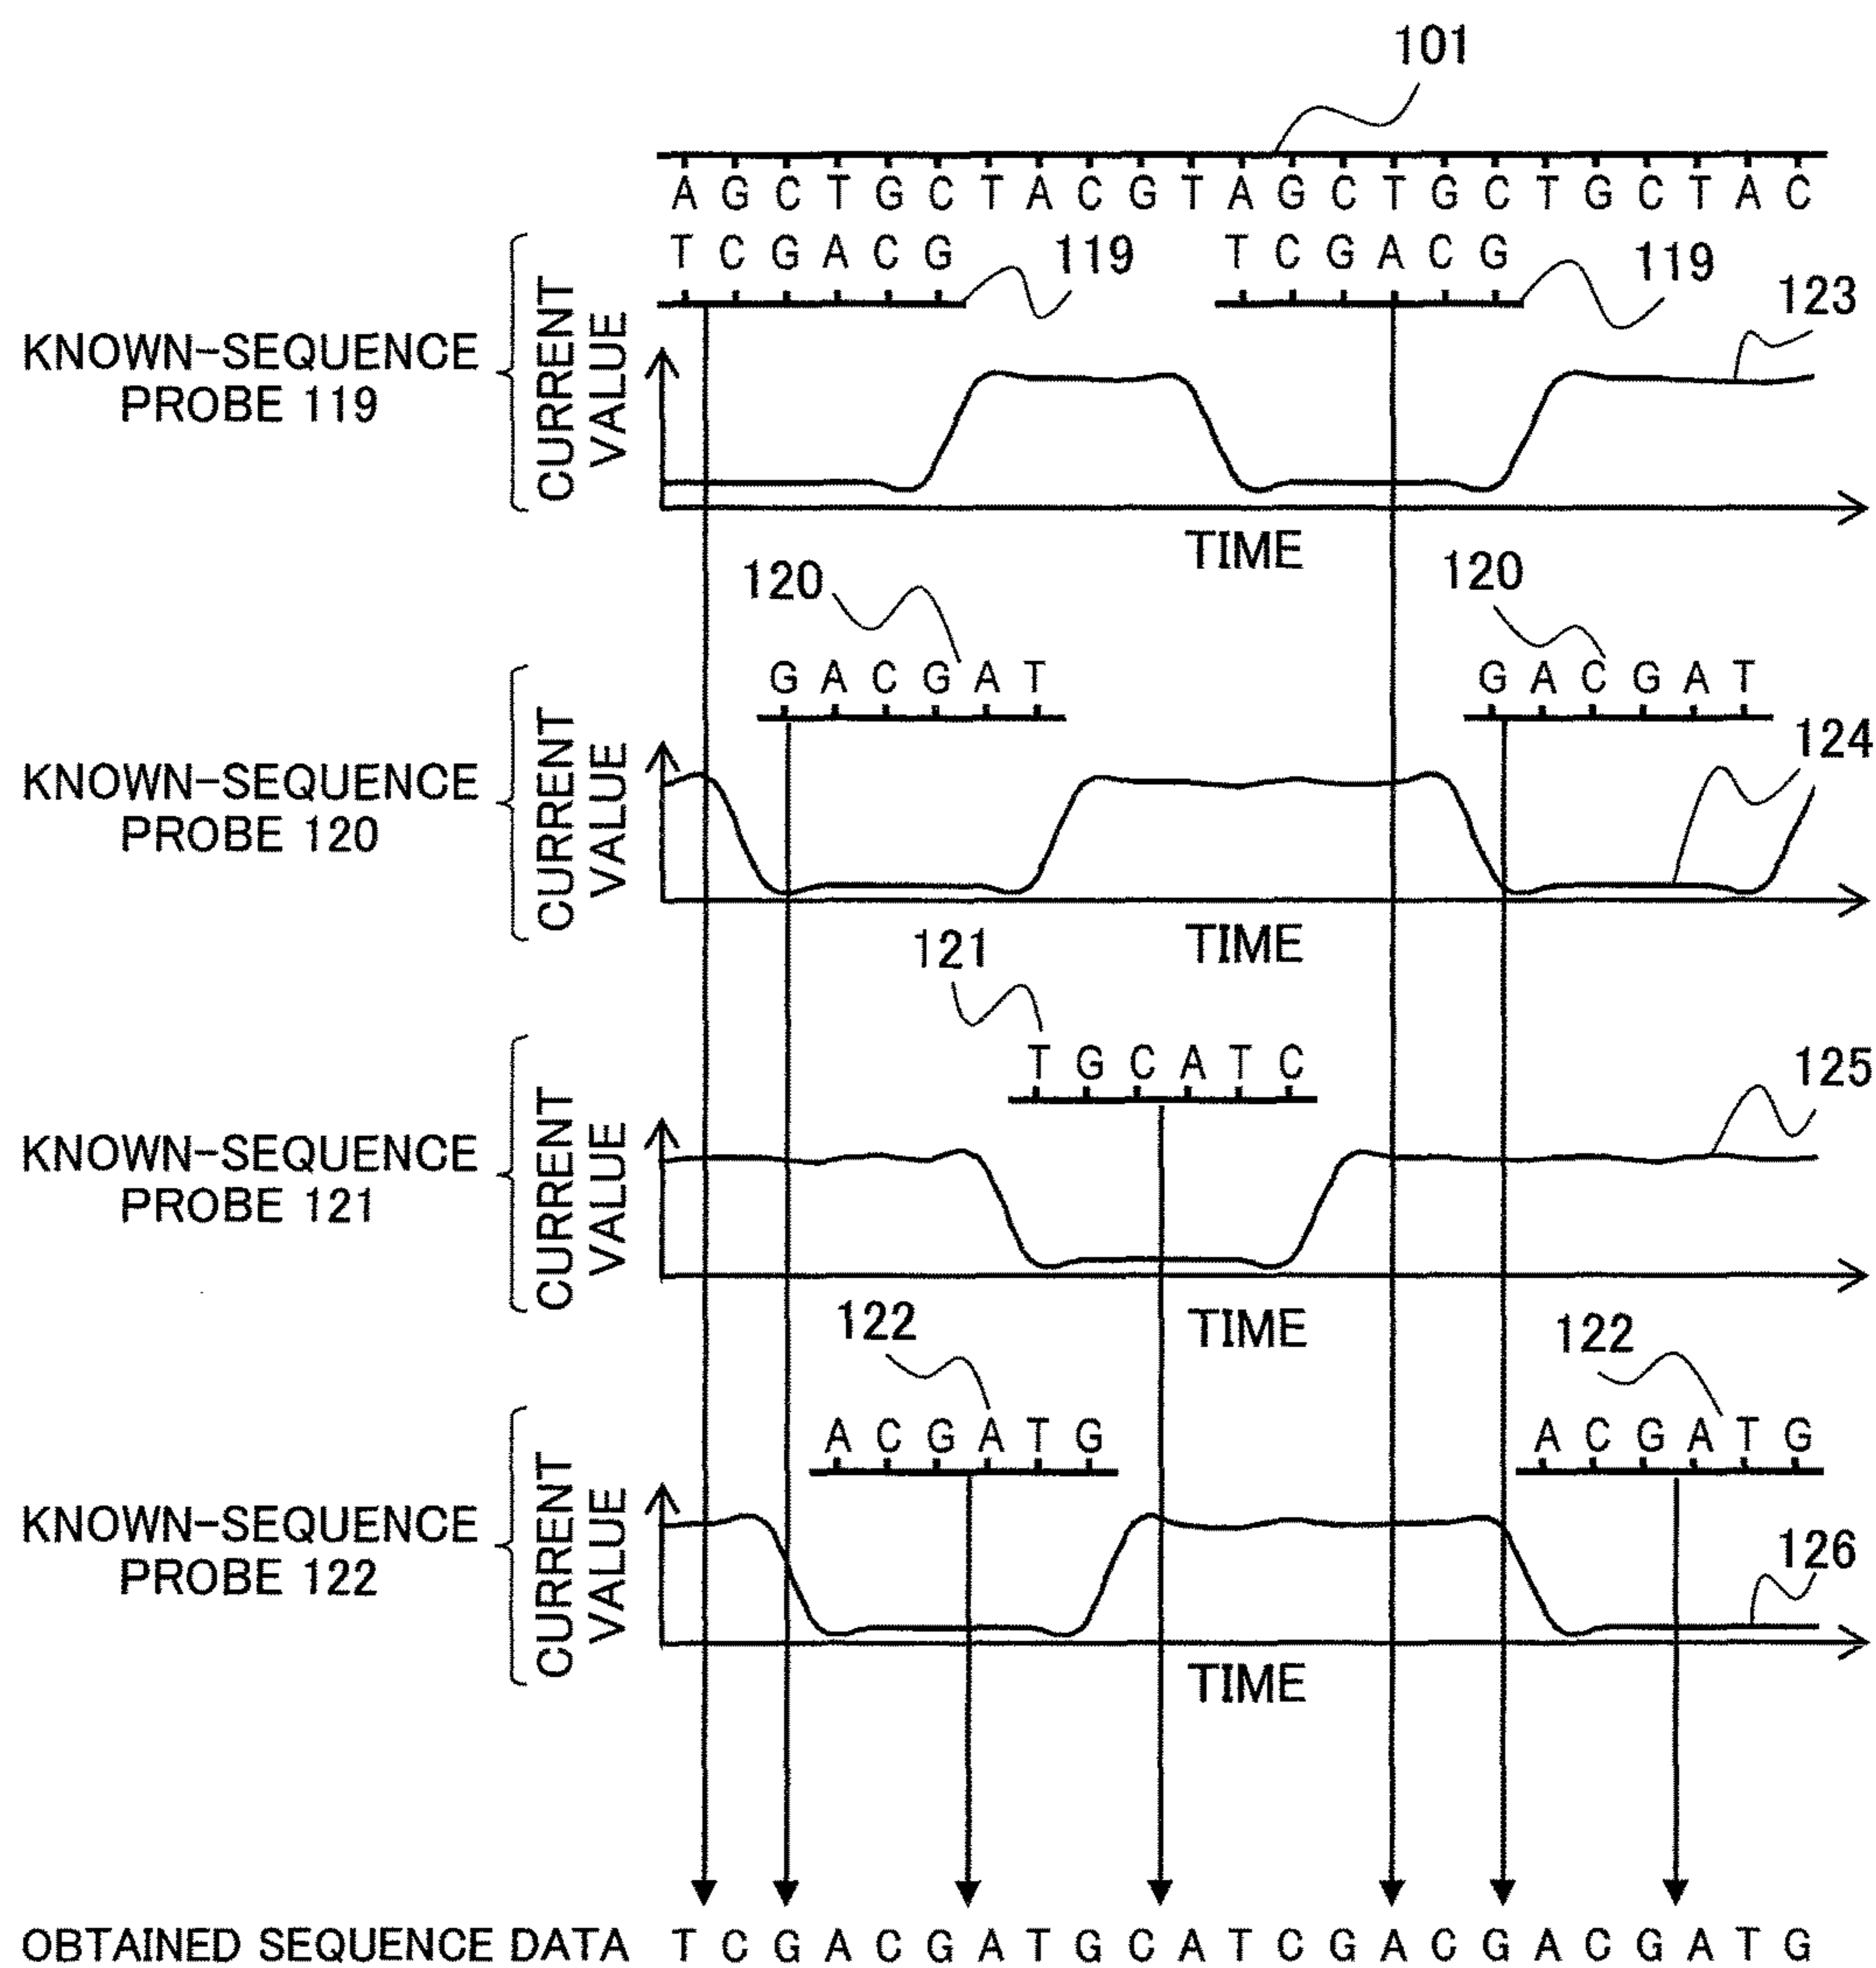 101
A G C T G C T A C G T A G C T G C T G C T A C
T C G A C G
119
T C G A C G
119
123
KNOWN-SEQUENCE
PROBE 119
CURRENT
VALUE
TIME
120
120
G A C G A T
G A C G A T
124
KNOWN-SEQUENCE
PROBE 120
CURRENT
VALUE
TIME
121
T G C A T C
125
KNOWN-SEQUENCE
PROBE 121
CURRENT
VALUE
TIME
122
122
A C G A T G
A C G A T G
126
KNOWN-SEQUENCE
PROBE 122
CURRENT
VALUE
TIME
OBTAINED SEQUENCE DATA T C G A C G A T G C A T C G A C G A C G A T G